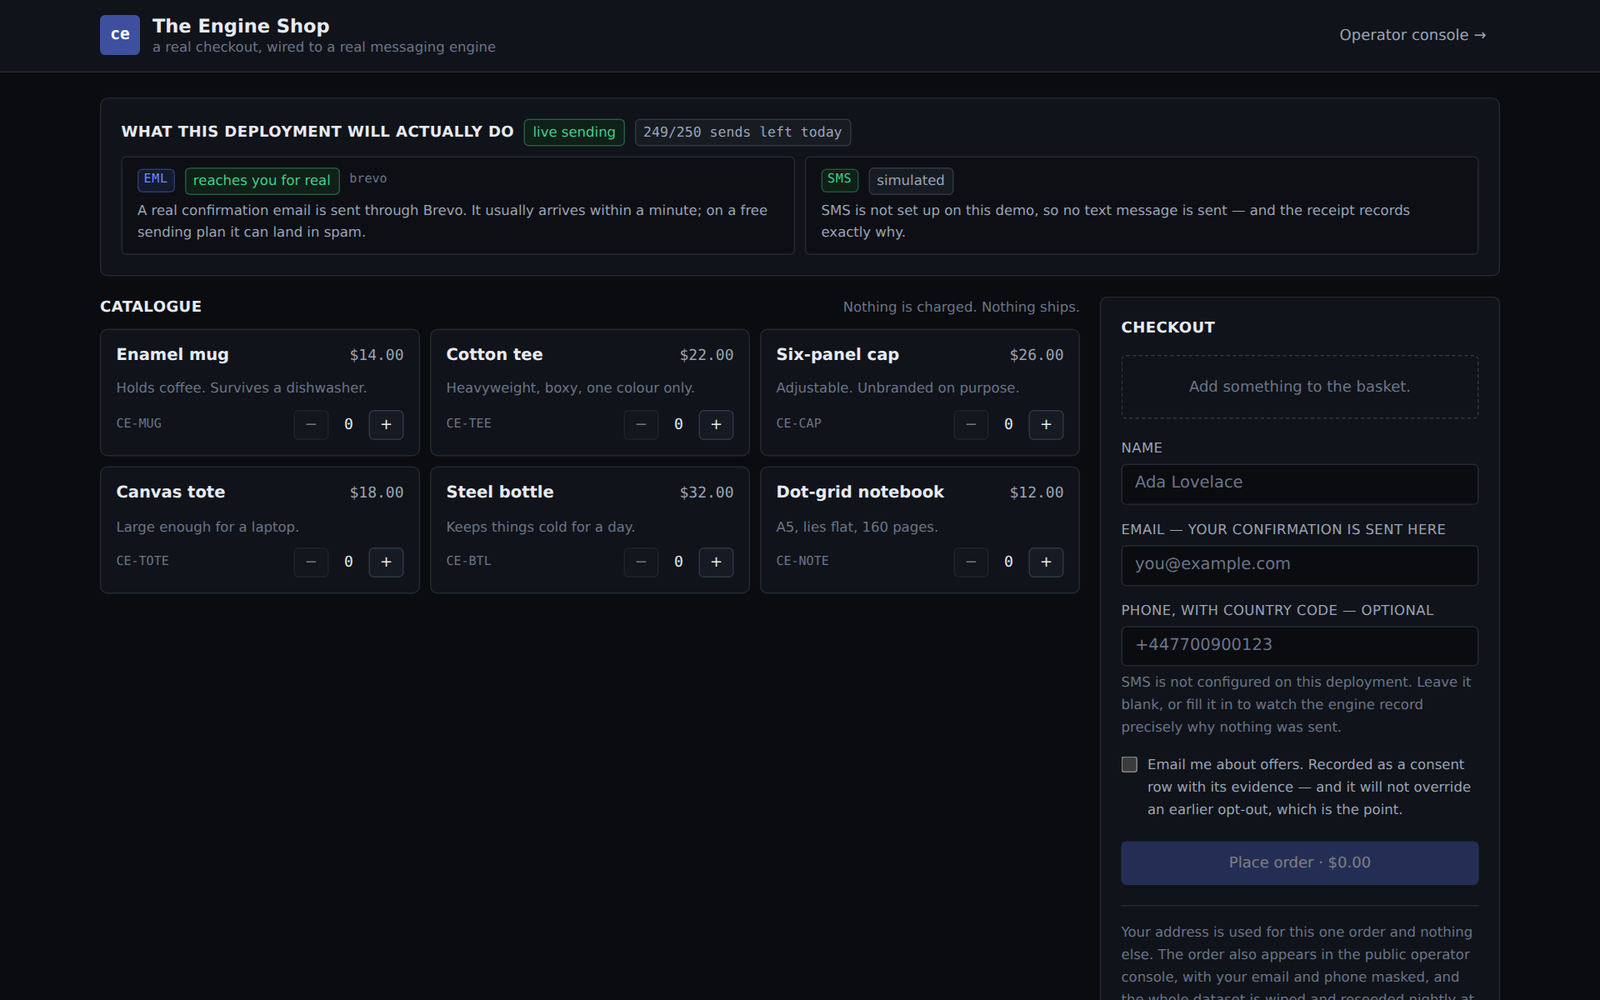 ce
The Engine Shop
a real checkout, wired to a real messaging engine
Operator console →
WHAT THIS DEPLOYMENT WILL ACTUALLY DO live sending 249/250 sends left today
EML reaches you for real brevo
A real confirmation email is sent through Brevo. It usually arrives within a minute; on a free
sending plan it can land in spam.
SMS simulated
SMS is not set up on this demo, so no text message is sent — and the receipt records
exactly why.
CATALOGUE
Nothing is charged. Nothing ships.
Enamel mug $14.00
Holds coffee. Survives a dishwasher.
CE-MUG − 0 +
Cotton tee $22.00
Heavyweight, boxy, one colour only.
CE-TEE − 0 +
Six-panel cap $26.00
Adjustable. Unbranded on purpose.
CE-CAP − 0 +
Canvas tote $18.00
Large enough for a laptop.
CE-TOTE − 0 +
Steel bottle $32.00
Keeps things cold for a day.
CE-BTL − 0 +
Dot-grid notebook $12.00
A5, lies flat, 160 pages.
CE-NOTE − 0 +
CHECKOUT
Add something to the basket.
NAME
Ada Lovelace
EMAIL — YOUR CONFIRMATION IS SENT HERE
you@example.com
PHONE, WITH COUNTRY CODE — OPTIONAL
+447700900123
SMS is not configured on this deployment. Leave it
blank, or fill it in to watch the engine record
precisely why nothing was sent.
Email me about offers. Recorded as a consent
row with its evidence — and it will not override
an earlier opt-out, which is the point.
Place order · $0.00
Your address is used for this one order and nothing
else. The order also appears in the public operator
console, with your email and phone masked, and
the whole dataset is wiped and reseeded nightly at